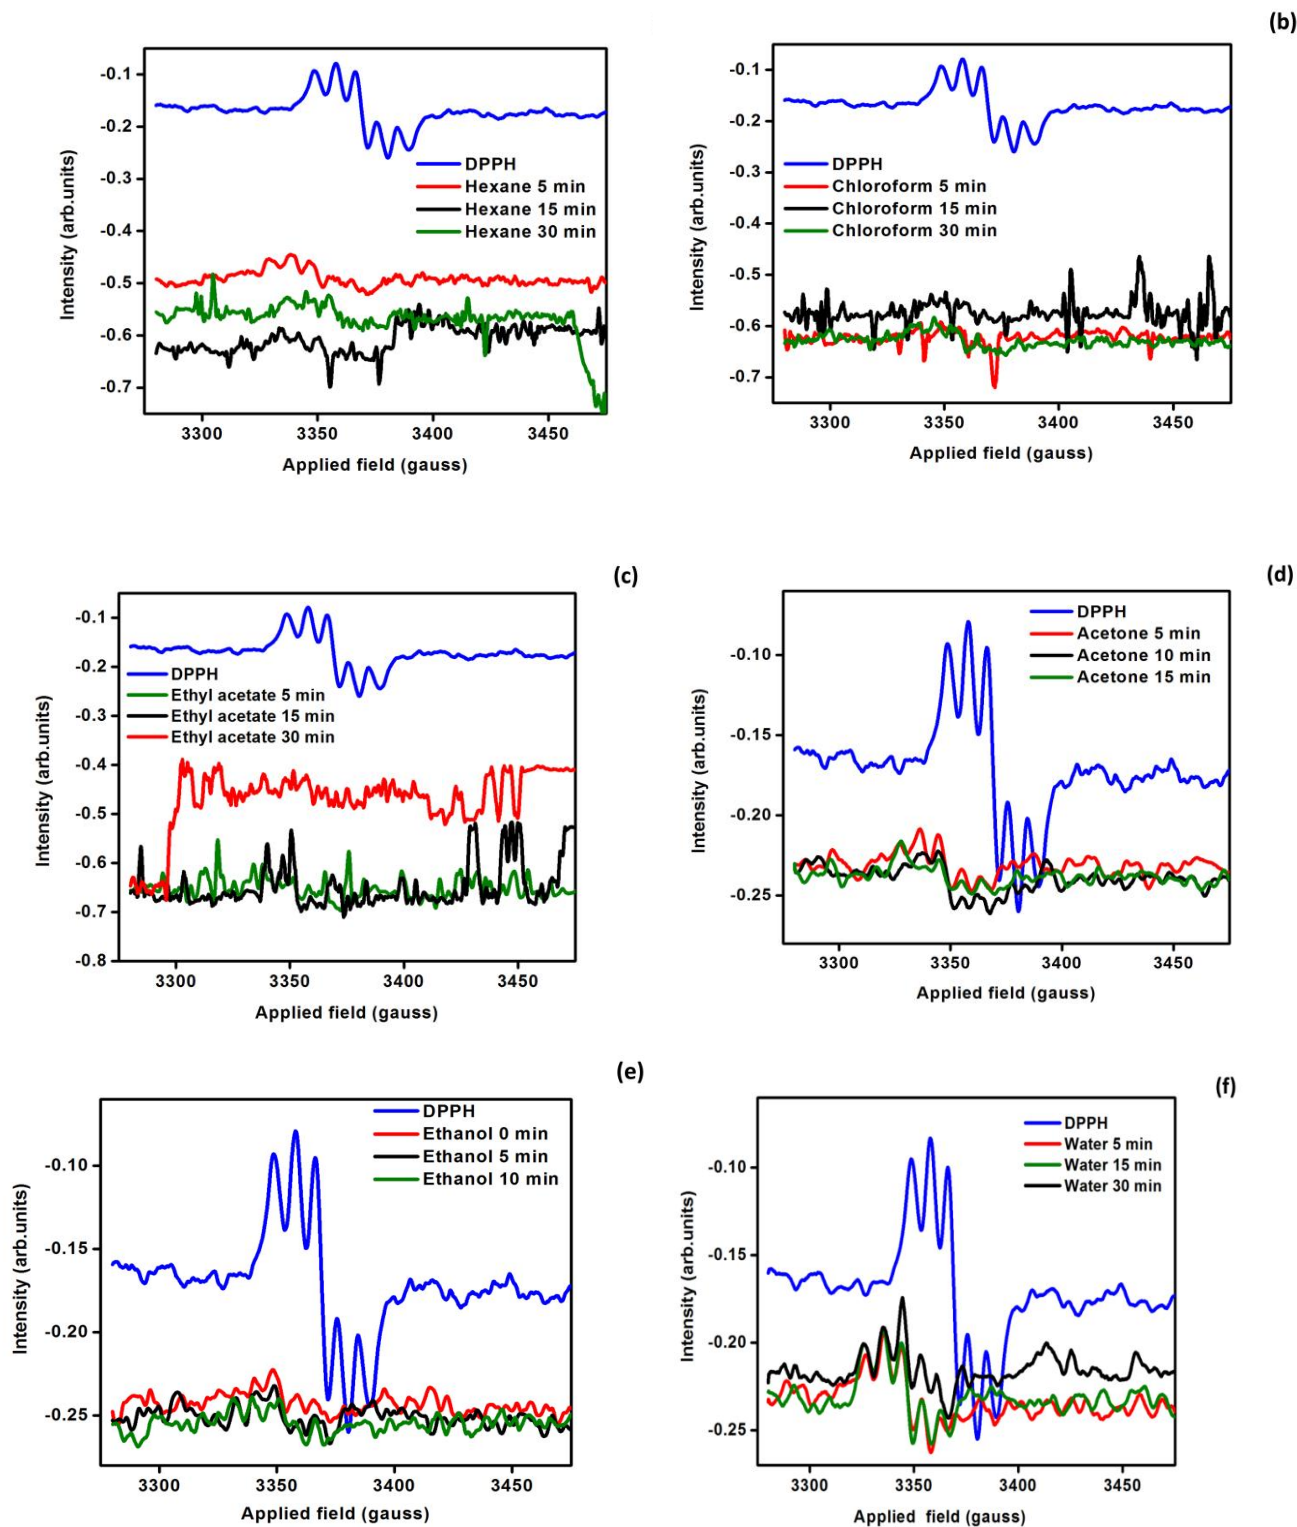 (b)
-0.1
-0.2
-0.3
-0.4
-0.5
-0.6
-0.7
Intensity (arb.units)
DPPH
Hexane 5 min
Hexane 15 min
Hexane 30 min
3300 3350 3400 3450
Applied field (gauss)
-0.1
-0.2
-0.3
-0.4
-0.5
-0.6
-0.7
Intensity (arb.units)
DPPH
Chloroform 5 min
Chloroform 15 min
Chloroform 30 min
3300 3350 3400 3450
Applied field (gauss)
(c)
-0.1
-0.2
-0.3
-0.4
-0.5
-0.6
-0.7
-0.8
Intensity (arb.units)
DPPH
Ethyl acetate 5 min
Ethyl acetate 15 min
Ethyl acetate 30 min
3300 3350 3400 3450
Applied field (gauss)
(d)
-0.10
-0.15
-0.20
-0.25
Intensity (arb.units)
DPPH
Acetone 5 min
Acetone 10 min
Acetone 15 min
3300 3350 3400 3450
Applied field (gauss)
(e)
-0.10
-0.15
-0.20
-0.25
Intensity (arb.units)
DPPH
Ethanol 0 min
Ethanol 5 min
Ethanol 10 min
3300 3350 3400 3450
Applied field (gauss)
(f)
-0.10
-0.15
-0.20
-0.25
Intensity (arb.units)
DPPH
Water 5 min
Water 15 min
Water 30 min
3300 3350 3400 3450
Applied field (gauss)